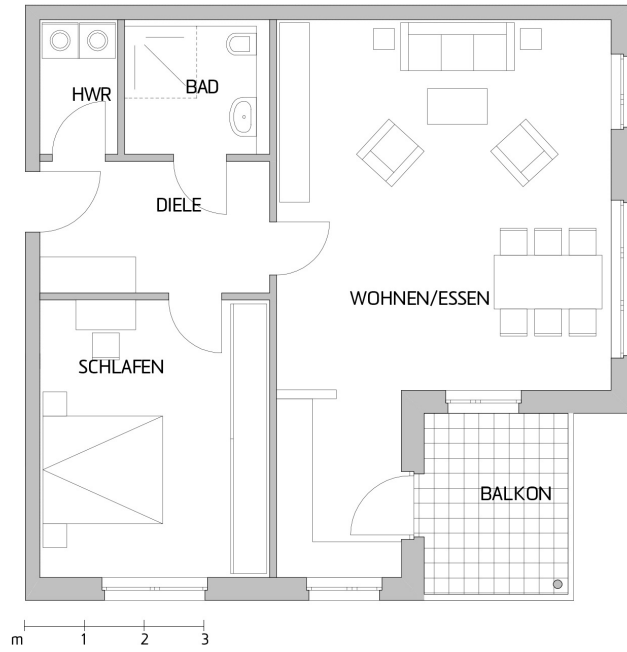 HWR
BAD
DIELE
WOHNEN/ESSEN
SCHLAFEN
BALKON
m 1 2 3